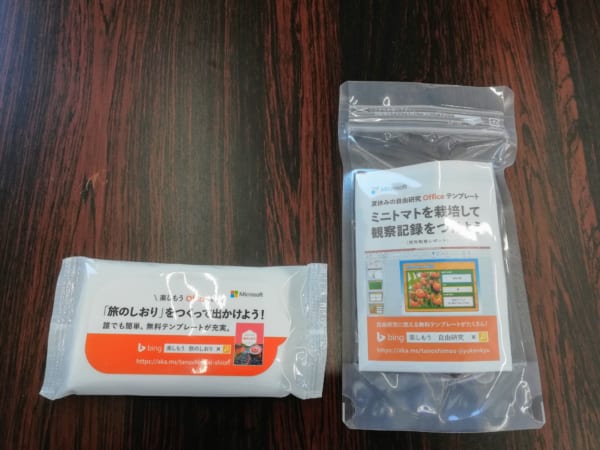 \ 楽しもう Office /
Microsoft
「旅のしおり」をつくって出かけよう!
誰でも簡単、無料テンプレートが充実。
bing 楽しもう 旅のしおり ×
Microsoft
夏休みの自由研究 Office テンプレート
ミニトマトを栽培して
観察記録をつけよう
自由研究に使える無料テンプレートがたくさん!
bing 楽しもう 自由研究 ×
https://aka.ms/tanoshimou-jiyukenkyu